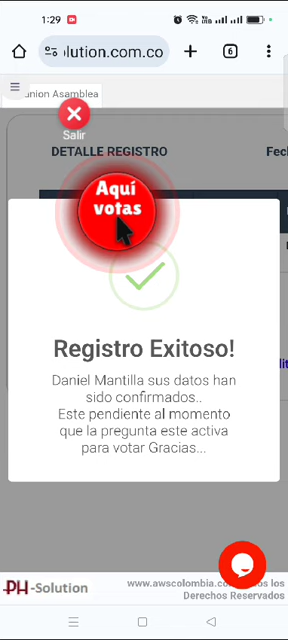 1:29
:lution.com.co
6
union Asamblea
Salir
DETALLE REGISTRO
Aquí
votas
Registro Exitoso!
Daniel Mantilla sus datos han
sido confirmados..
Este pendiente al momento
que la pregunta este activa
para votar Gracias...
PH-Solution
www.awscolombia.com
los
Derechos Reservados